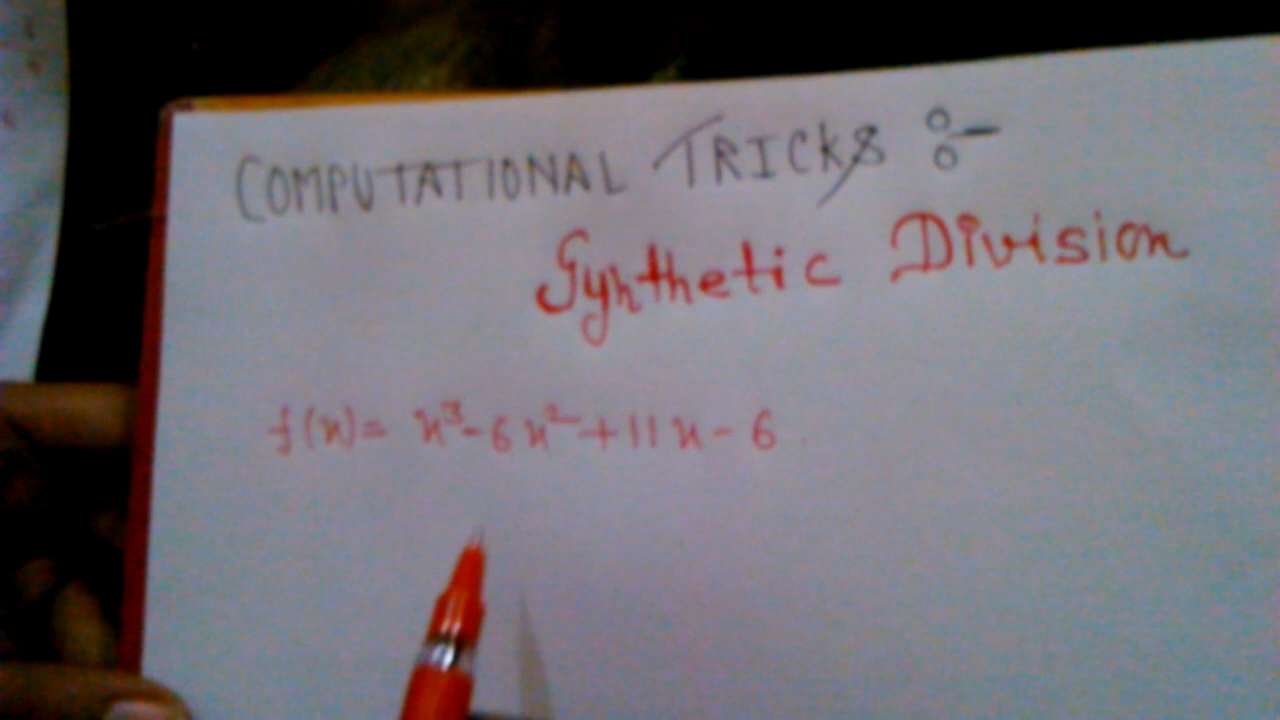 COMPUTATIONAL TRICKS :-
Synthetic Division
f(x)= x³-6x²+11x-6